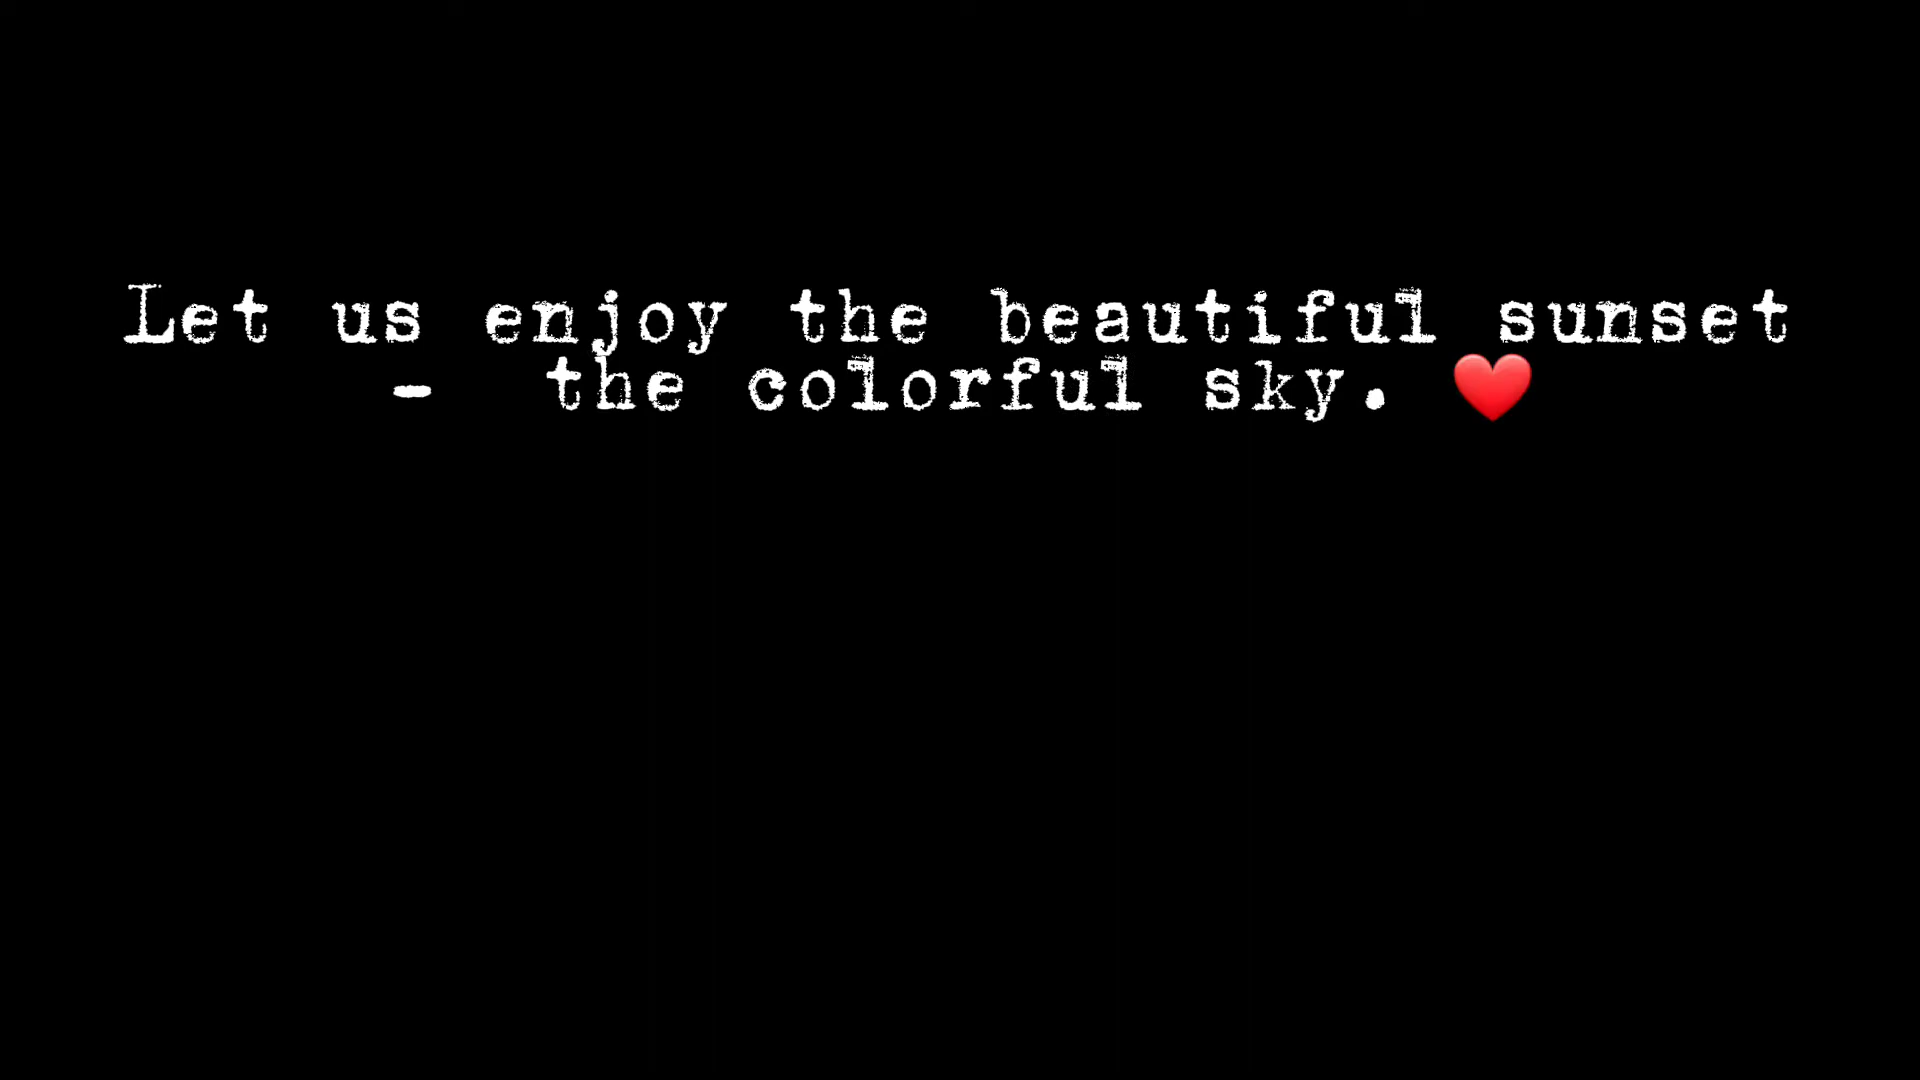 Let us enjoy the beautiful sunset
- the colorful sky. ❤️